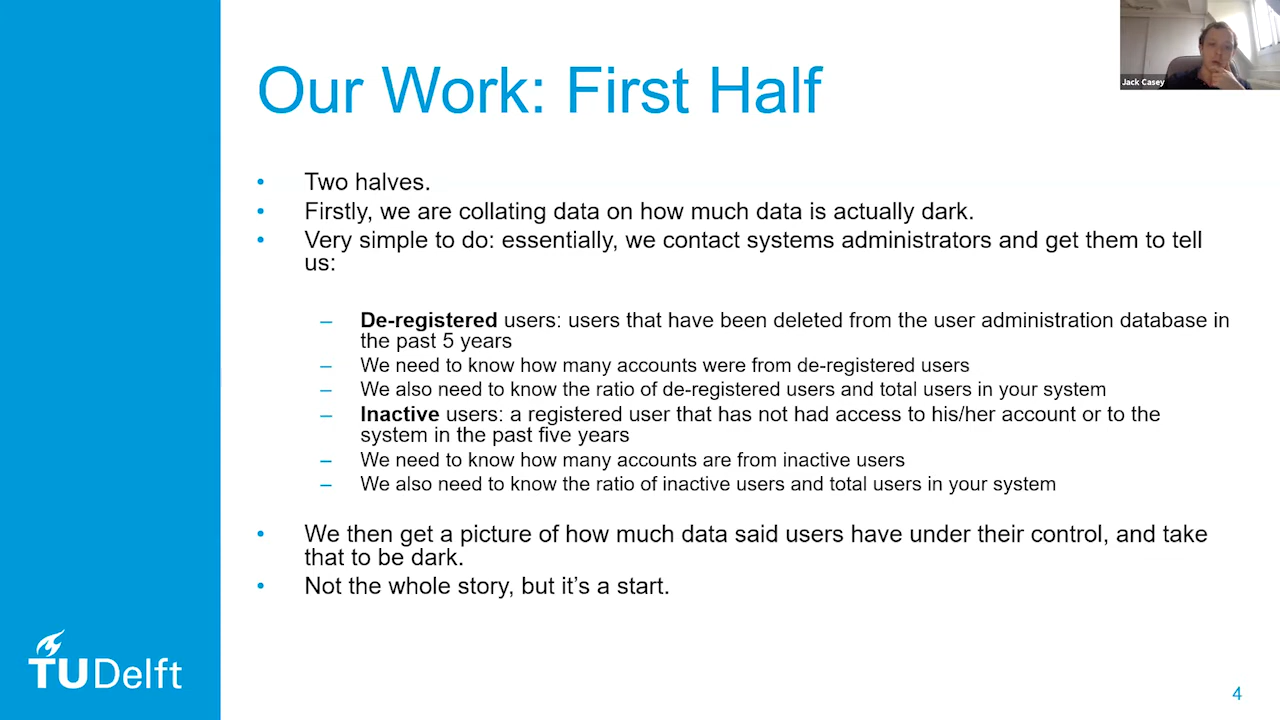 Our Work: First Half
Jack Casey
• Two halves.
• Firstly, we are collating data on how much data is actually dark.
• Very simple to do: essentially, we contact systems administrators and get them to tell
us:
– De-registered users: users that have been deleted from the user administration database in
the past 5 years
– We need to know how many accounts were from de-registered users
– We also need to know the ratio of de-registered users and total users in your system
– Inactive users: a registered user that has not had access to his/her account or to the
system in the past five years
– We need to know how many accounts are from inactive users
– We also need to know the ratio of inactive users and total users in your system
• We then get a picture of how much data said users have under their control, and take
that to be dark.
• Not the whole story, but it’s a start.
TU Delft
4